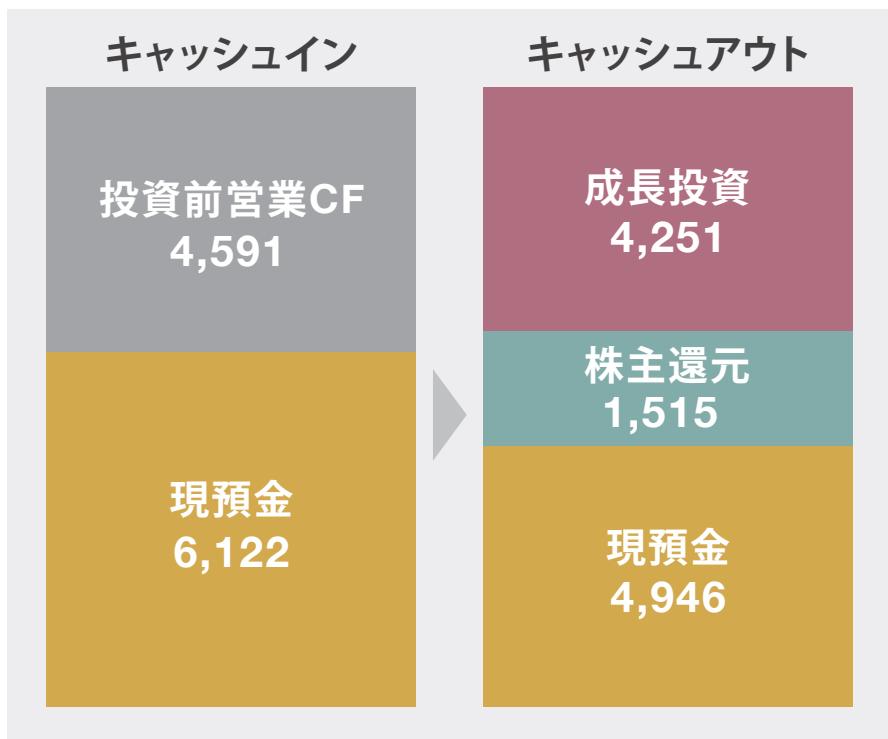 キャッシュイン
投資前営業CF
4,591
現預金
6,122
キャッシュアウト
成長投資
4,251
株主還元
1,515
現預金
4,946